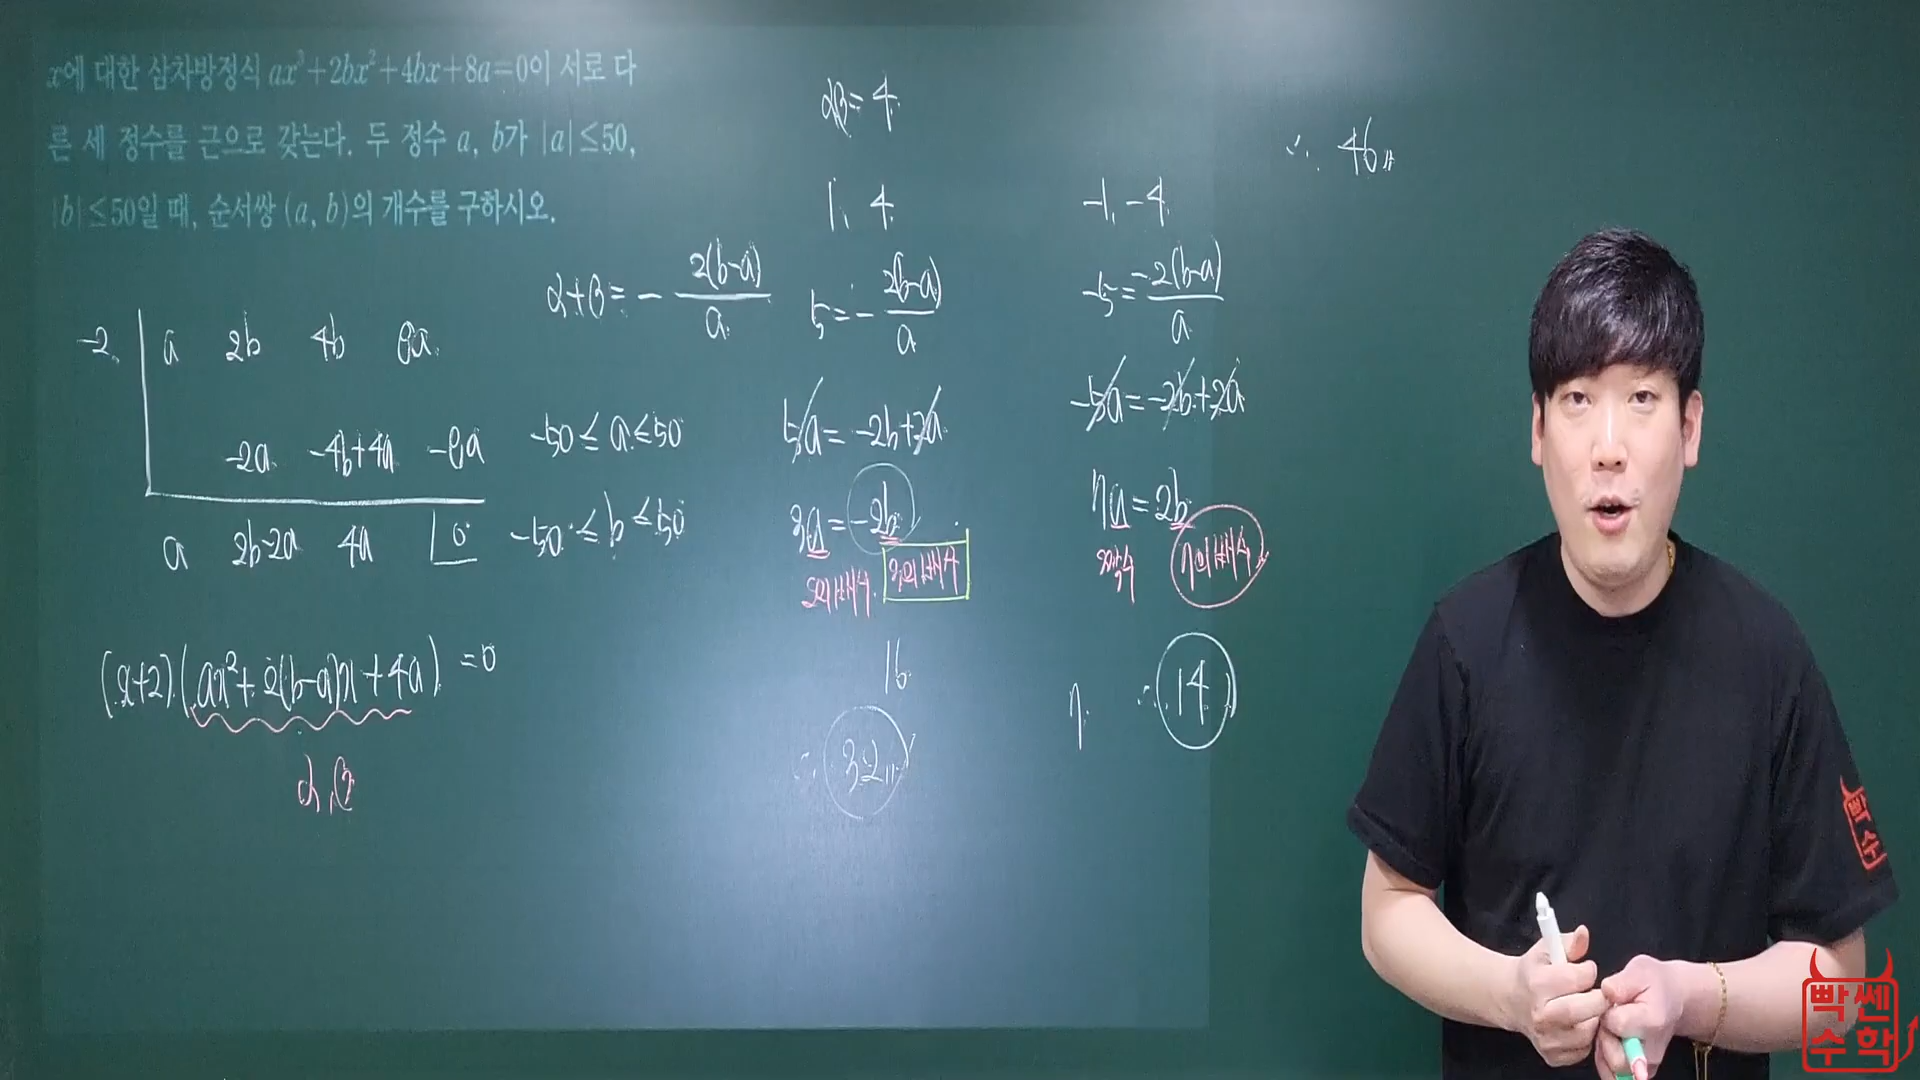 x에 대한 삼차방정식 ax³+2bx²+4bx+8a=0이 서로 다
른 세 정수를 근으로 갖는다. 두 정수 a, b가 |a|≤50,
|b|≤50일 때, 순서쌍 (a, b)의 개수를 구하시오.
-2 a 2b 4b 8a
-2a -4b+4a -8a
a 2b-2a 4a 0
(x+2)(ax²+2(b-a)x+4a)=0
α, β
α+β = - 2(b-a)/a
-50 ≤ a ≤ 50
-50 ≤ b ≤ 50
αβ = 4
1, 4
5 = - 2(b-a)/a
5a = -2b+2a
3a = -2b
2의 배수 3의 배수
16
∴ 32
-1, -4
-5 = -2(b-a)/a
-5a = -2b+2a
7a = 2b
7의 배수
7 ∴ 14
∴ 46
빡쎈
수학
빡
수